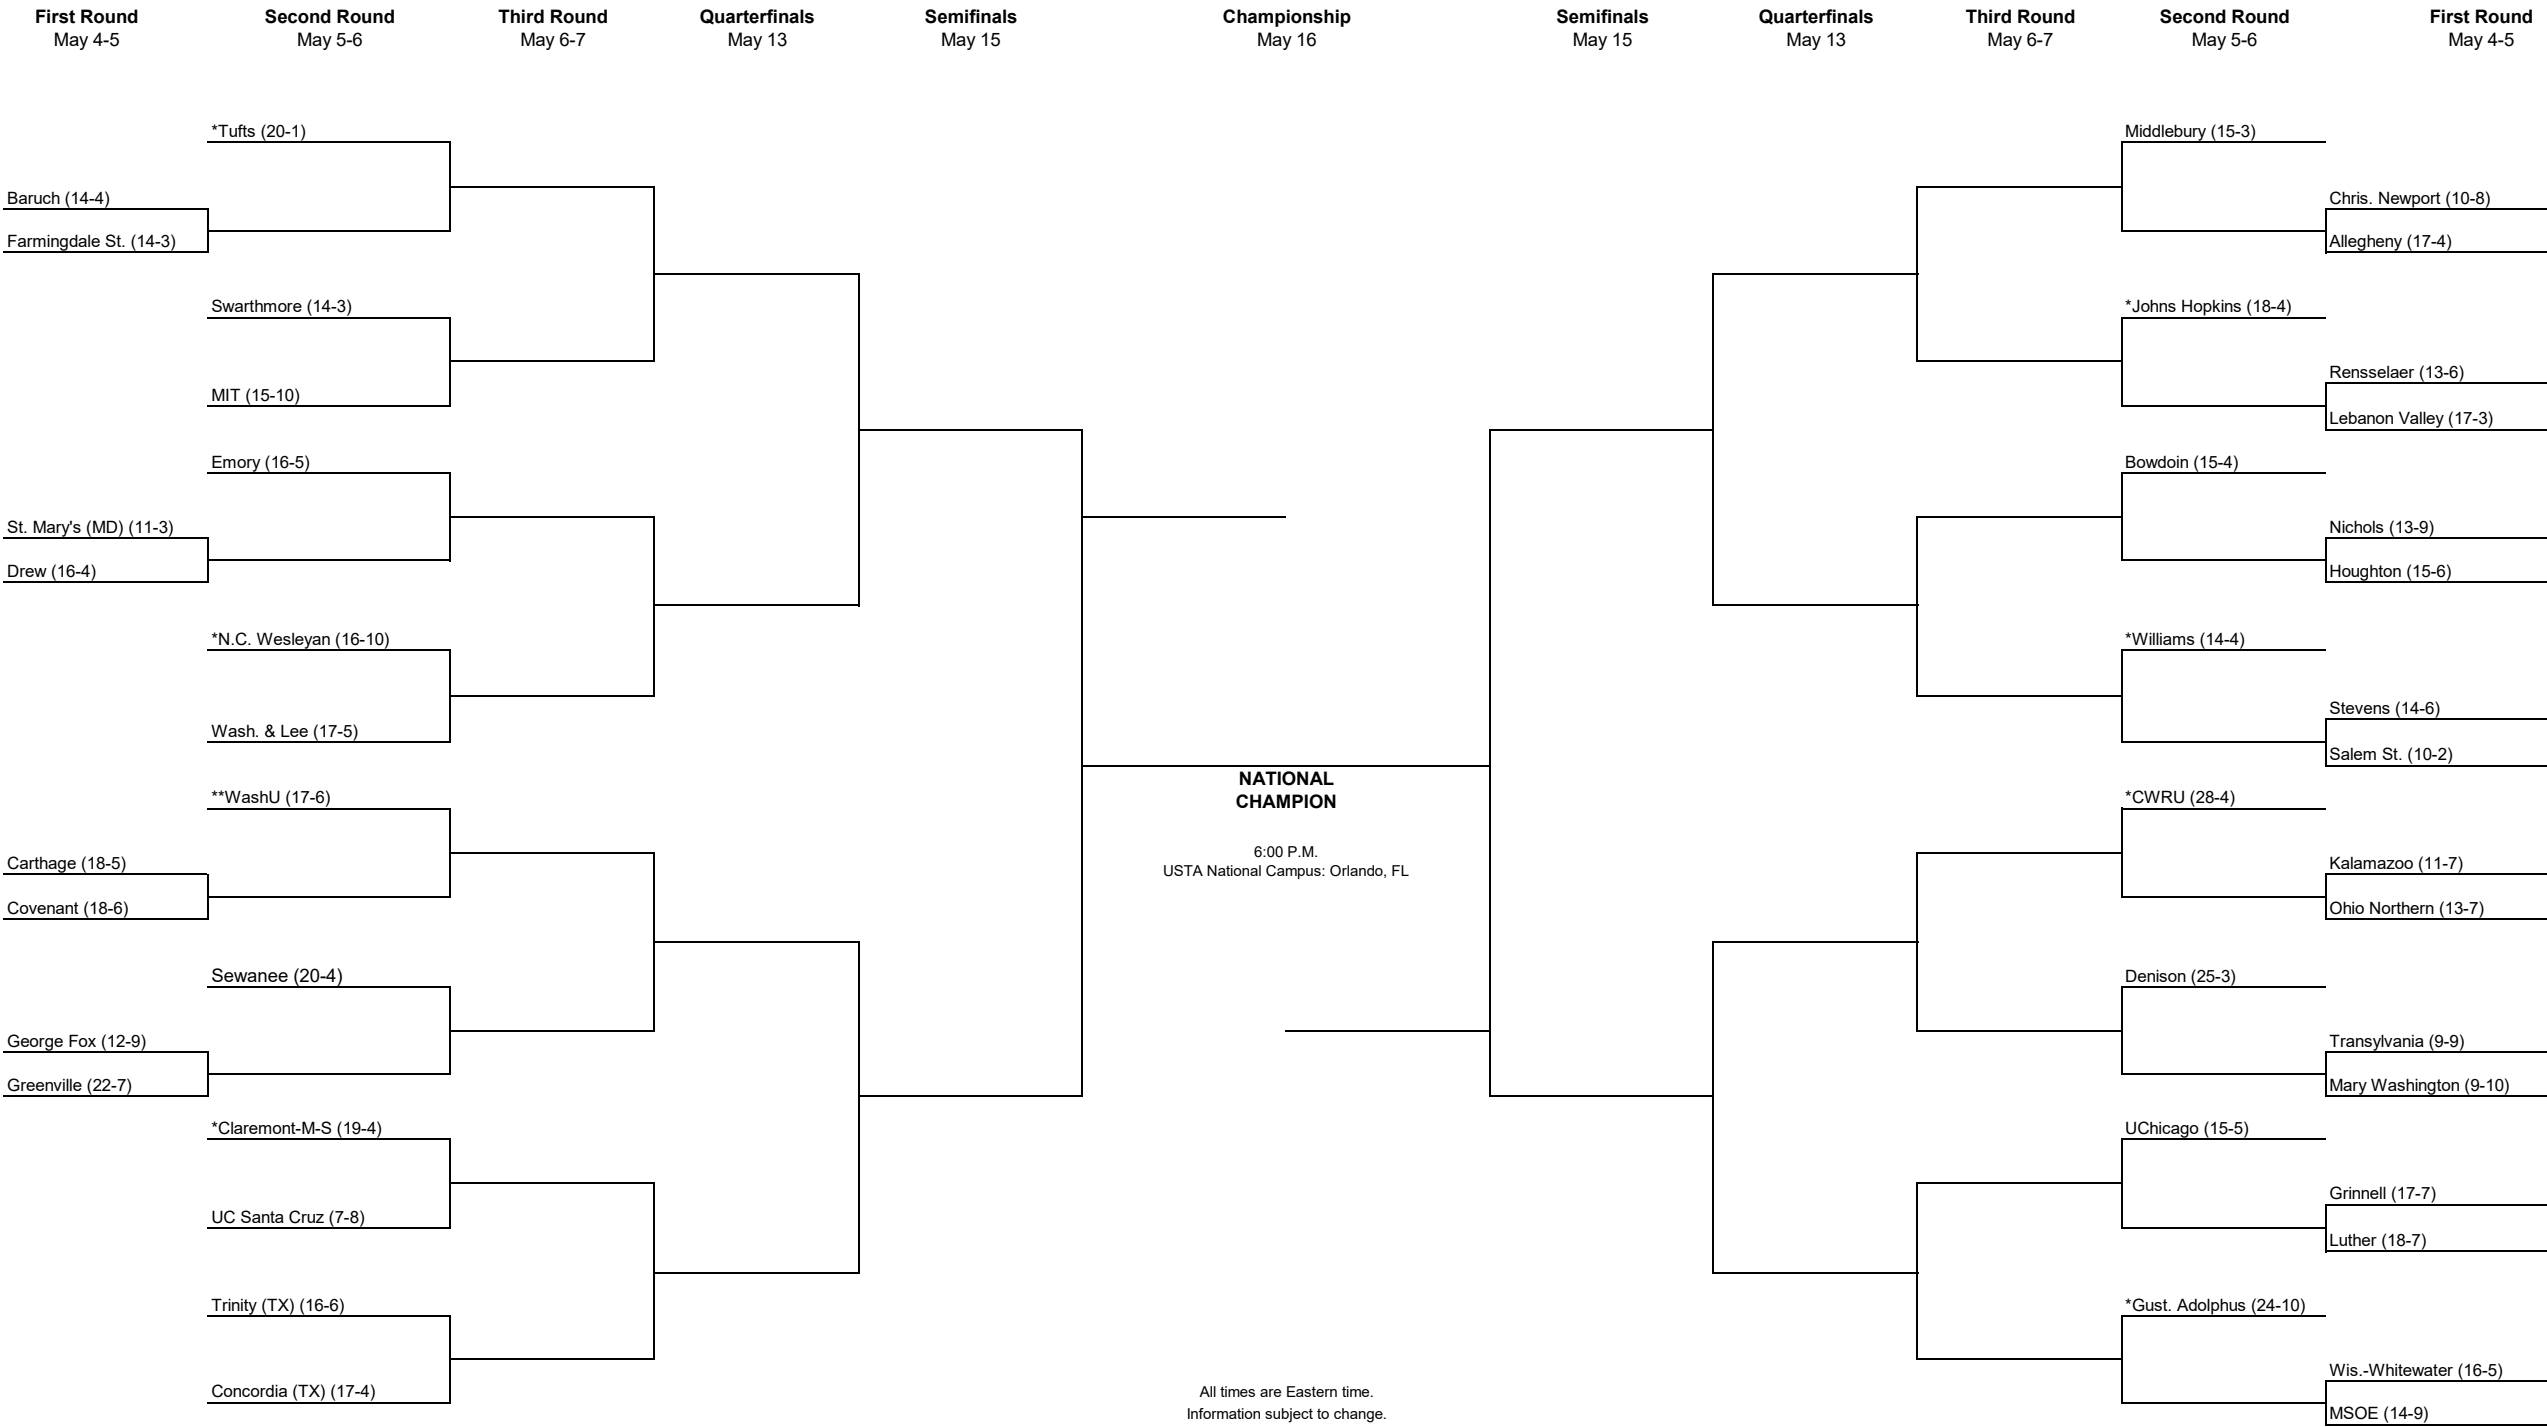 First Round
May 4-5
Second Round
May 5-6
Third Round
May 6-7
Quarterfinals
May 13
Semifinals
May 15
Championship
May 16
Semifinals
May 15
Quarterfinals
May 13
Third Round
May 6-7
Second Round
May 5-6
First Round
May 4-5
*Tufts (20-1)
Baruch (14-4)
Farmingdale St. (14-3)
Swarthmore (14-3)
MIT (15-10)
Emory (16-5)
St. Mary's (MD) (11-3)
Drew (16-4)
*N.C. Wesleyan (16-10)
Wash. & Lee (17-5)
**WashU (17-6)
Carthage (18-5)
Covenant (18-6)
Sewanee (20-4)
George Fox (12-9)
Greenville (22-7)
*Claremont-M-S (19-4)
UC Santa Cruz (7-8)
Trinity (TX) (16-6)
Concordia (TX) (17-4)
NATIONAL
CHAMPION
6:00 P.M.
USTA National Campus: Orlando, FL
All times are Eastern time.
Information subject to change.
Middlebury (15-3)
Chris. Newport (10-8)
Allegheny (17-4)
*Johns Hopkins (18-4)
Rensselaer (13-6)
Lebanon Valley (17-3)
Bowdoin (15-4)
Nichols (13-9)
Houghton (15-6)
*Williams (14-4)
Stevens (14-6)
Salem St. (10-2)
*CWRU (28-4)
Kalamazoo (11-7)
Ohio Northern (13-7)
Denison (25-3)
Transylvania (9-9)
Mary Washington (9-10)
UChicago (15-5)
Grinnell (17-7)
Luther (18-7)
*Gust. Adolphus (24-10)
Wis.-Whitewater (16-5)
MSOE (14-9)